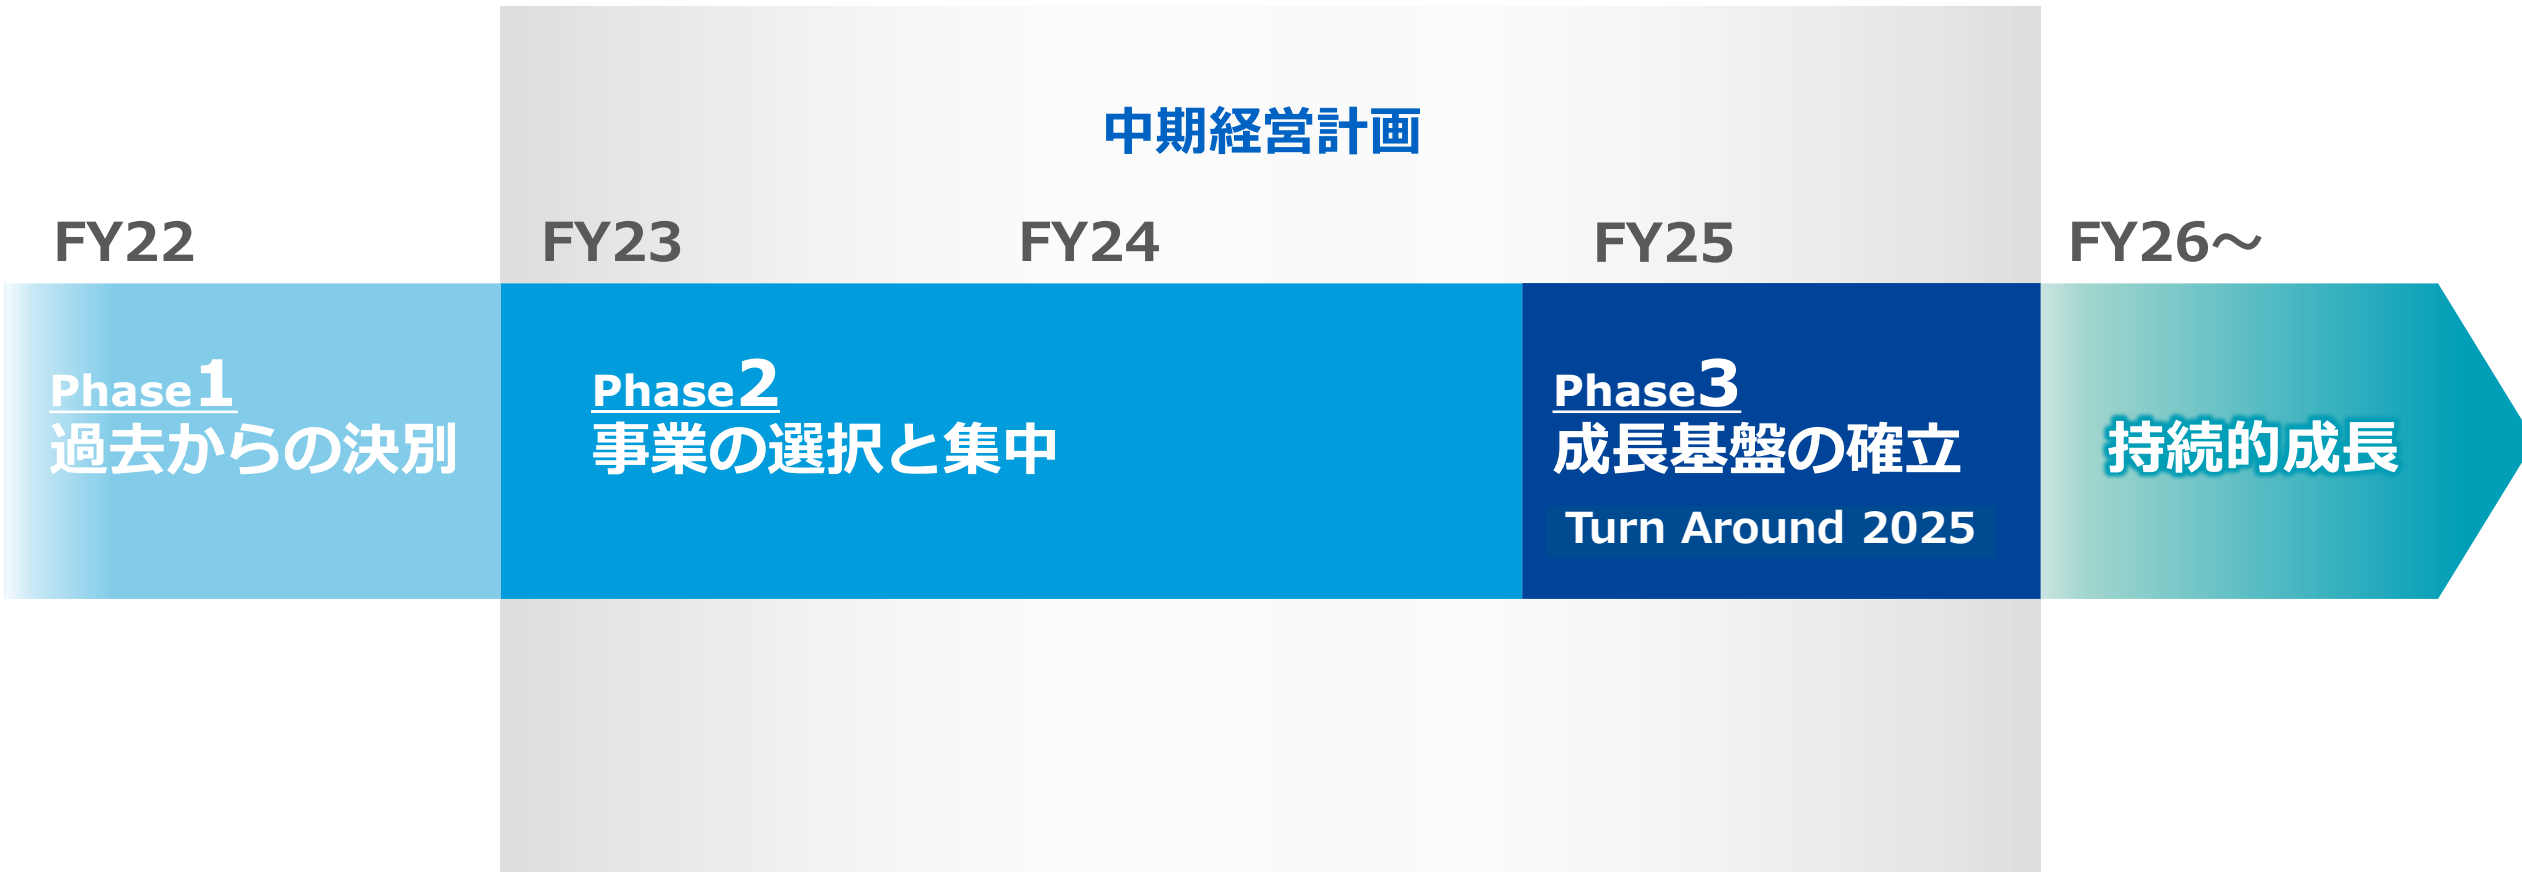 中期経営計画
FY22
FY23
FY24
FY25
FY26～
Phase1
過去からの決別
Phase2
事業の選択と集中
Phase3
成長基盤の確立
Turn Around 2025
持続的成長